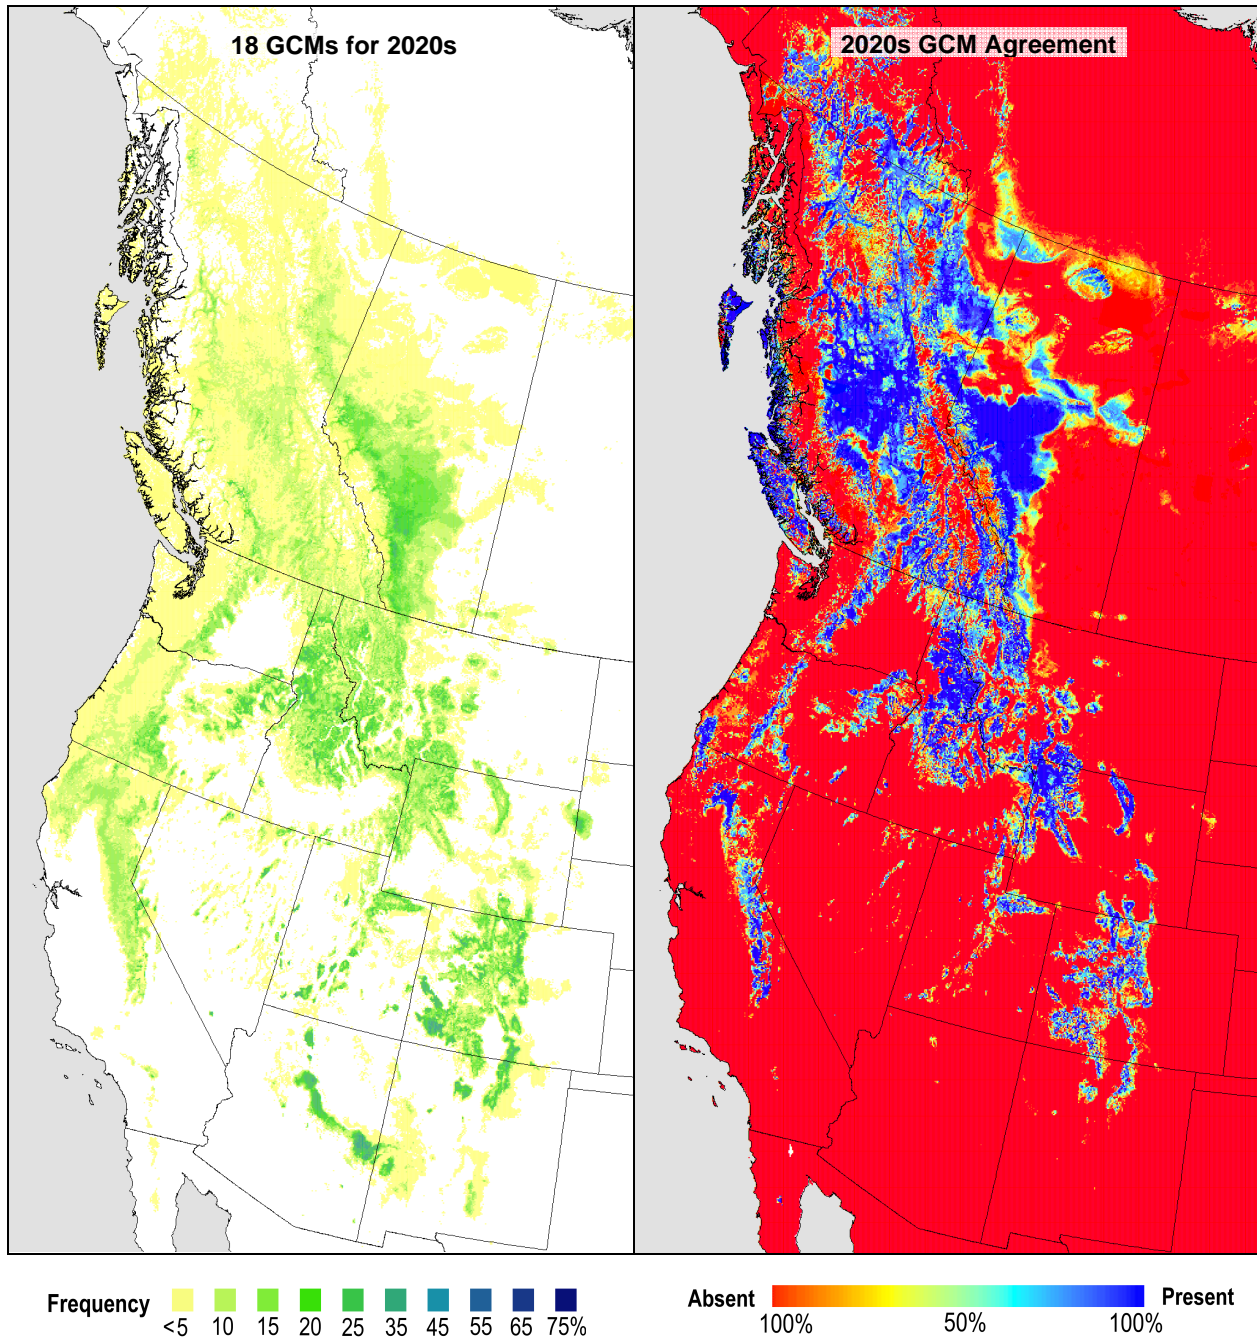 18 GCMs for 2020s
2020s GCM Agreement
Frequency
<5 10 15 20 25 35 45 55 65 75%
Absent Present
100% 50% 100%